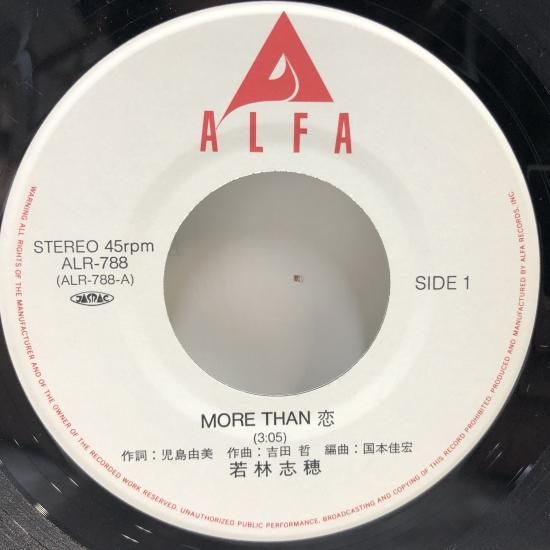 ALFA
STEREO 45rpm
ALR-788
(ALR-788-A)
JASRAC
SIDE 1
MORE THAN 恋
(3:05)
作詞:児島由美 作曲:吉田 哲 編曲:国本佳宏
若林志穂
WARNING ALL RIGHTS OF THE MANUFACTURER AND OF THE OWNER OF THE RECORDED WORK RESERVED. UNAUTHORIZED PUBLIC PERFORMANCE, BROADCASTING AND COPYING OF THIS RECORD PROHIBITED. MANUFACTURED BY ALFA RECORDS, INC.